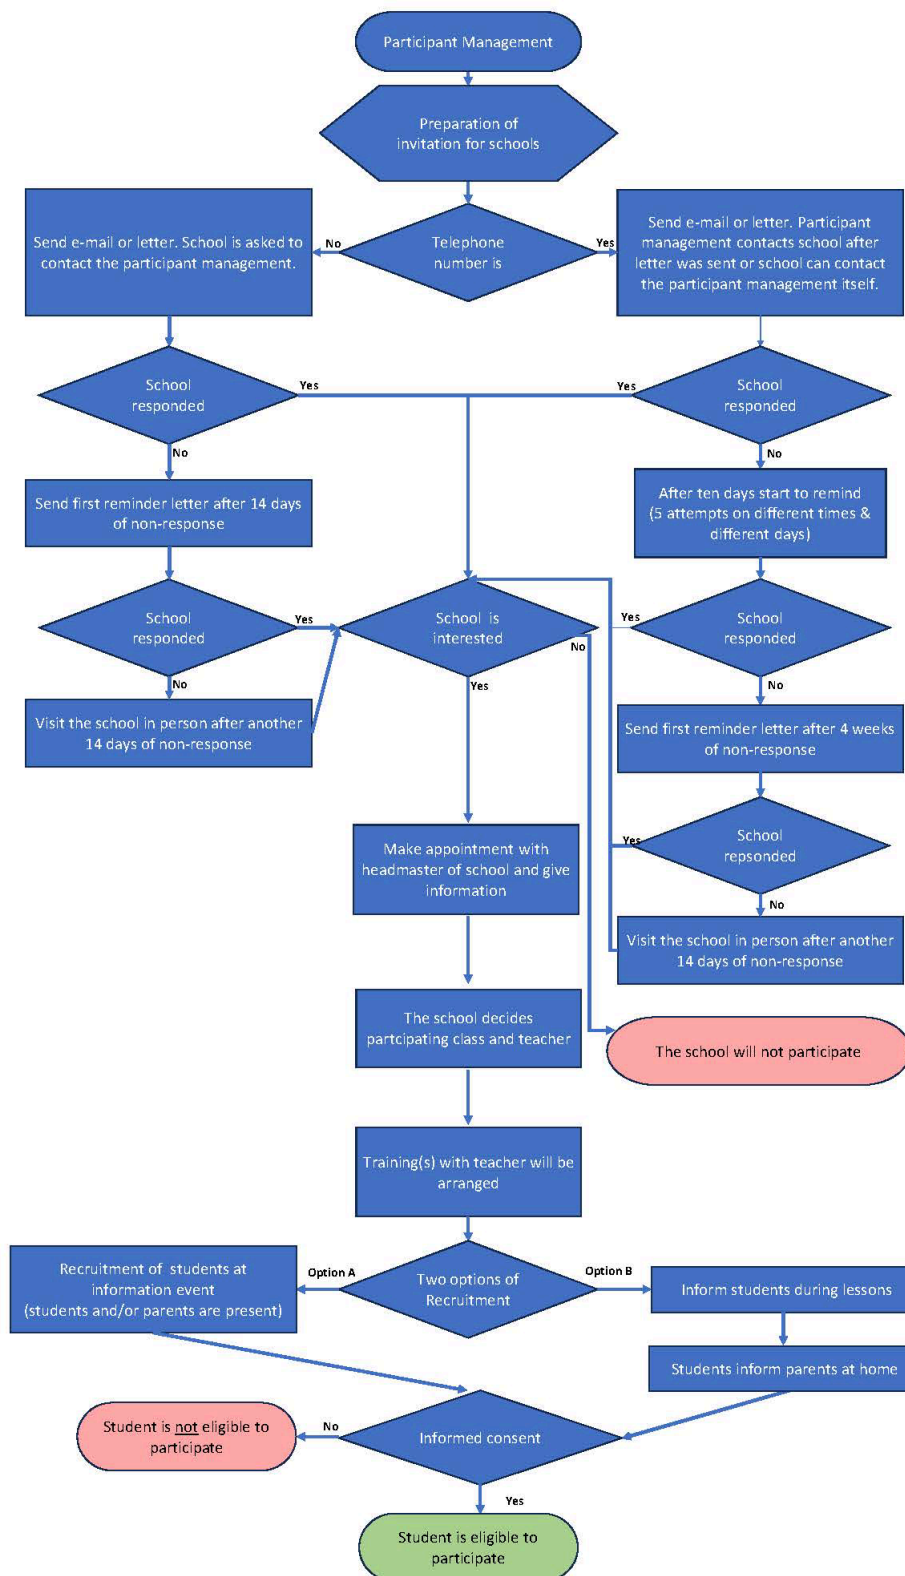 Participant Management
Preparation of
invitation for schools
Telephone
number is
No
Yes
Send e-mail or letter. School is asked to
contact the participant management.
Send e-mail or letter. Participant
management contacts school after
letter was sent or school can contact
the participant management itself.
School
responded
Yes
No
School
responded
Yes
No
Send first reminder letter after 14 days
of non-response
After ten days start to remind
(5 attempts on different times &
different days)
School
responded
Yes
No
School is
interested
No
Yes
School
responded
Yes
No
Visit the school in person after another
14 days of non-response
Send first reminder letter after 4 weeks
of non-response
School
repsonded
Yes
No
Make appointment with
headmaster of school and give
information
Visit the school in person after another
14 days of non-response
The school decides
partcipating class and teacher
The school will not participate
Training(s) with teacher will be
arranged
Two options of
Recruitment
Option A
Option B
Recruitment of students at
information event
(students and/or parents are present)
Inform students during lessons
Students inform parents at home
Informed consent
No
Yes
Student is not eligible to
participate
Student is eligible to
participate